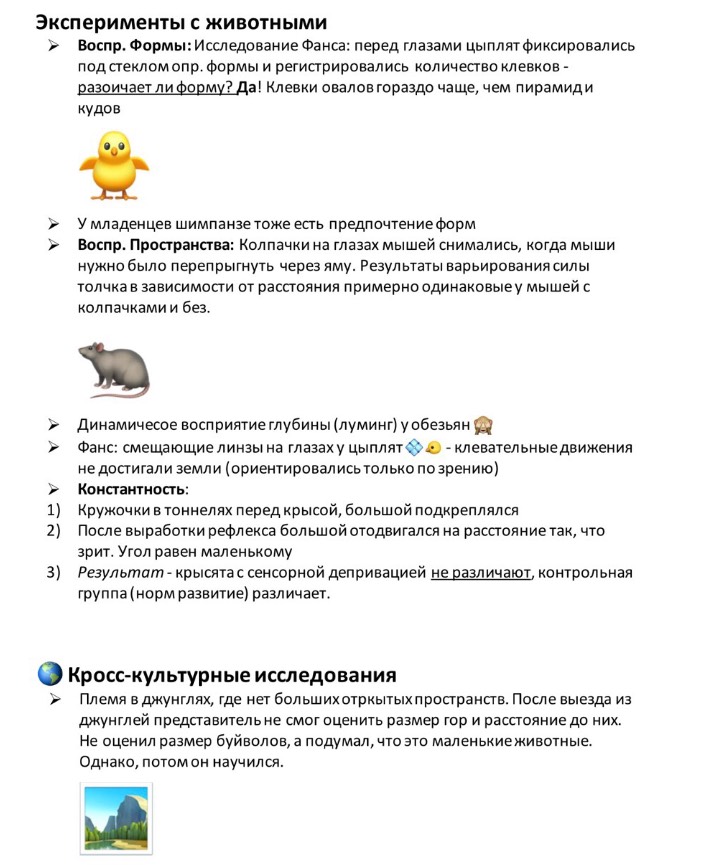 Эксперименты с животными
➢ Воспр. Формы: Исследование Фанса: перед глазами цыплят фиксировались
под стеклом опр. формы и регистрировались количество клевков -
разоичает ли форму? Да! Клевки овалов гораздо чаще, чем пирамид и
кудов
➢ У младенцев шимпанзе тоже есть предпочтение форм
➢ Воспр. Пространства: Колпачки на глазах мышей снимались, когда мыши
нужно было перепрыгнуть через яму. Результаты варьирования силы
толчка в зависимости от расстояния примерно одинаковые у мышей с
колпачками и без.
➢ Динамичесое восприятие глубины (луминг) у обезьян
➢ Фанс: смещающие линзы на глазах у цыплят - клевательные движения
не достигали земли (ориентировались только по зрению)
➢ Константность:
1) Кружочки в тоннелях перед крысой, большой подкреплялся
2) После выработки рефлекса большой отодвигался на расстояние так, что
зрит. Угол равен маленькому
3) Результат - крысята с сенсорной депривацией не различают, контрольная
группа (норм развитие) различает.
Кросс-культурные исследования
➢ Племя в джунглях, где нет больших отркытых пространств. После выезда из
джунглей представитель не смог оценить размер гор и расстояние до них.
Не оценил размер буйволов, а подумал, что это маленькие животные.
Однако, потом он научился.